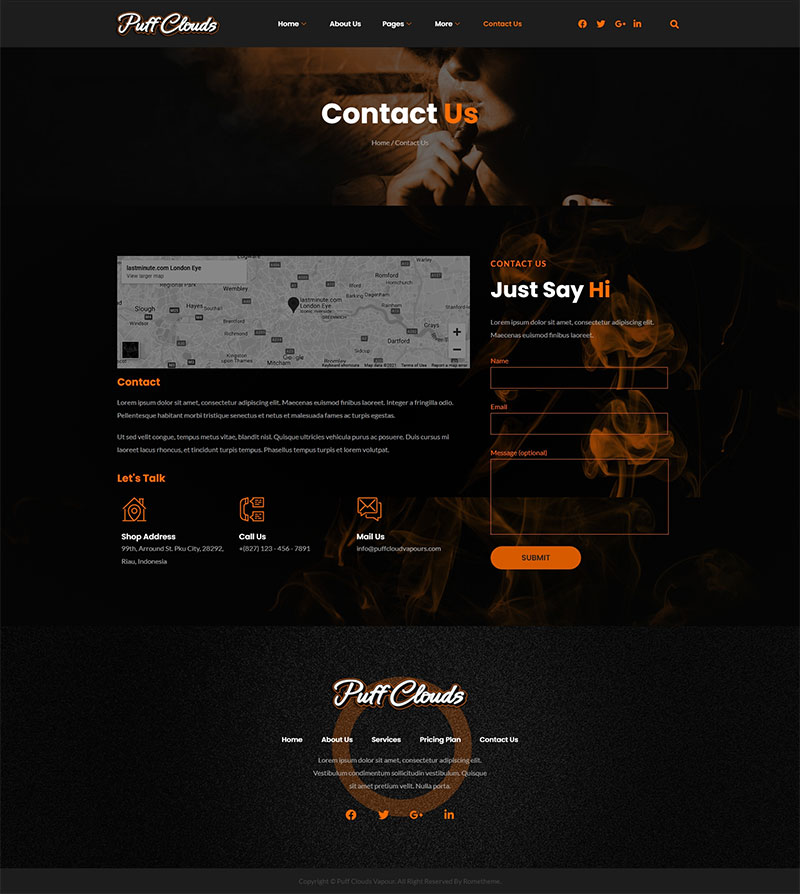 Puff Clouds
Home About Us Pages More Contact Us
Contact Us
Home / Contact Us
lastminute.com London Eye
View larger map
Regional Park
Wembley
Slough
Hayes
Southall
Windsor
Richmond
Kingston
upon Thames
Mitcham
Bromley
Google
lastminute.com
London Eye
Ilford
Barking
Dagenham
Romford
Hornchurch
Rainham
Warley
Stanford-le
Grays
Dartford
Sidcup
Keyboard shortcuts Map data ©2021 Terms of Use Report a map error
Contact
Lorem ipsum dolor sit amet, consectetur adipiscing elit. Maecenas euismod finibus laoreet. Integer a fringilla odio.
Pellentesque habitant morbi tristique senectus et netus et malesuada fames ac turpis egestas.
Ut sed velit congue, tempus metus vitae, blandit nisl. Quisque ultricies vehicula purus ac posuere. Duis cursus mi
laoreet lacus rhoncus, et tincidunt turpis tempus. Phasellus tempus turpis et lorem volutpat.
Let's Talk
Shop Address
99th, Arround St. Pku City, 28292,
Riau, Indonesia
Call Us
+(827) 123 - 456 - 7891
Mail Us
info@puffcloudvapours.com
CONTACT US
Just Say Hi
Lorem ipsum dolor sit amet, consectetur adipiscing elit.
Maecenas euismod finibus laoreet.
Name
Email
Message (optional)
SUBMIT
Puff Clouds
Home About Us Services Pricing Plan Contact Us
Lorem ipsum dolor sit amet, consectetur adipiscing elit.
Vestibulum condimentum sollicitudin vestibulum. Quisque
sit amet pretium velit. Nulla porta.
Copyright © Puff Clouds Vapour. All Right Reserved By Rometheme.